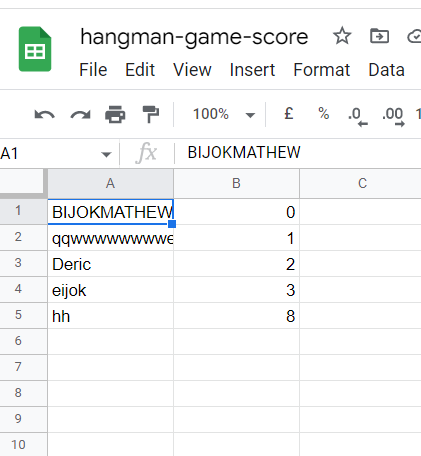 hangman-game-score
File Edit View Insert Format Data
100% £ % .0 .00 1
A1 fx BIJOKMATHEW
A B C
1 BIJOKMATHEW 0
2 qqwwwwwwwwe 1
3 Deric 2
4 eijok 3
5 hh 8
6
7
8
9
10